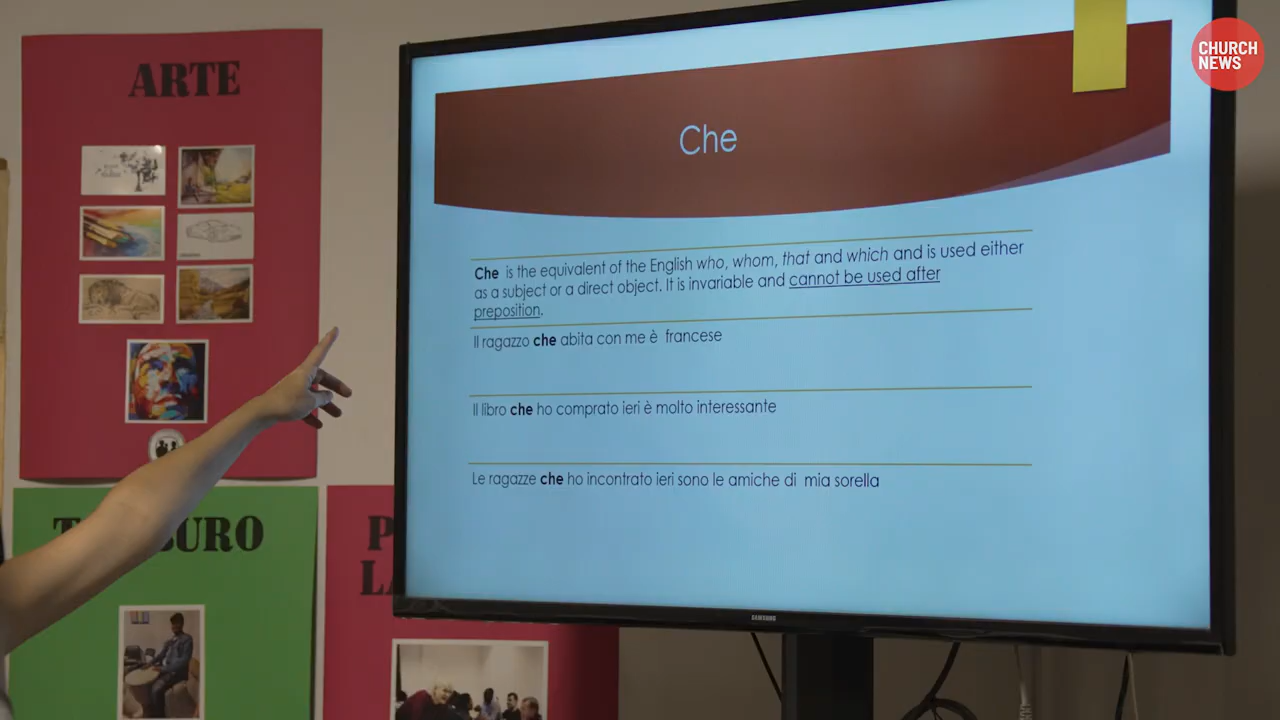 ARTE
CHURCH
NEWS
Che
Che is the equivalent of the English who, whom, that and which and is used either
as a subject or a direct object. It is invariable and cannot be used after
preposition.
Il ragazzo che abita con me è francese
Il libro che ho comprato ieri è molto interessante
Le ragazze che ho incontrato ieri sono le amiche di mia sorella
SAMSUNG